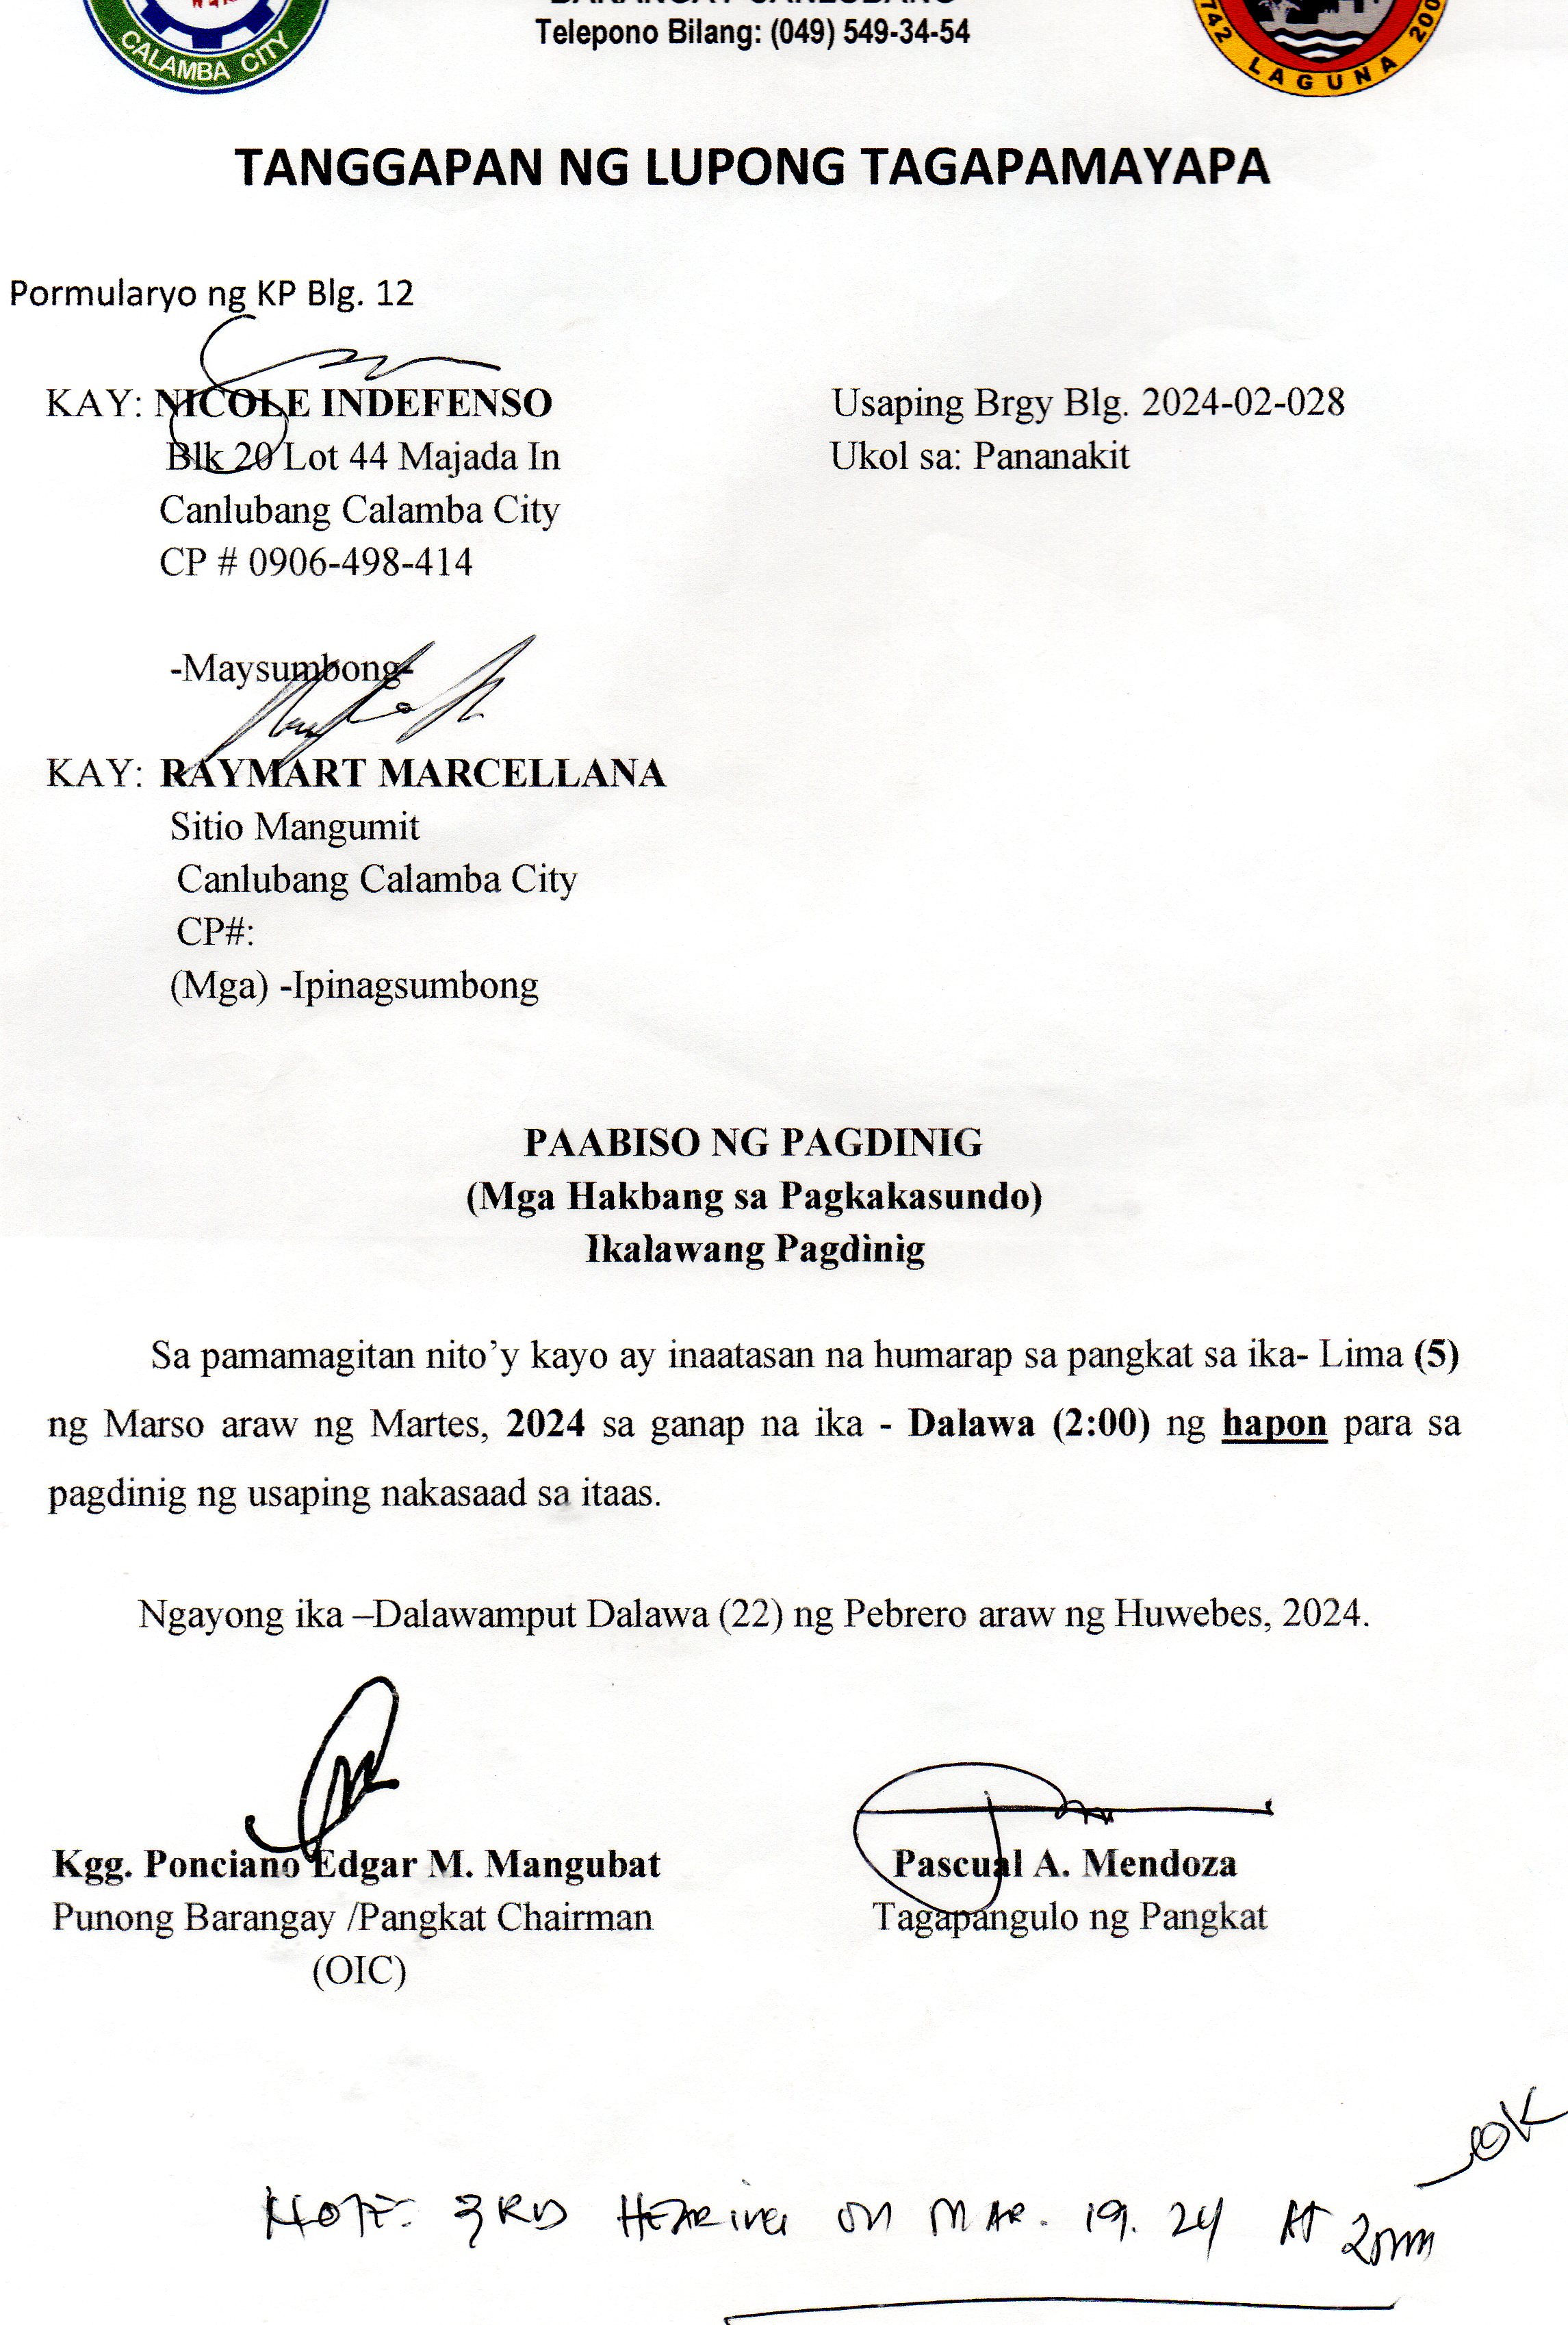 CALAMBA CITY
BARANGAY CANLUBANG
Telepono Bilang: (049) 549-34-54
742 LAGUNA 200
TANGGAPAN NG LUPONG TAGAPAMAYAPA
Pormularyo ng KP Blg. 12
KAY: NICOLE INDEFENSO
Usaping Brgy Blg. 2024-02-028
Blk 20 Lot 44 Majada In
Ukol sa: Pananakit
Canlubang Calamba City
CP # 0906-498-414
-Maysumbong-
KAY: RAYMART MARCELLANA
Sitio Mangumit
Canlubang Calamba City
CP#:
(Mga) -Ipinagsumbong
PAABISO NG PAGDINIG
(Mga Hakbang sa Pagkakasundo)
Ikalawang Pagdinig
Sa pamamagitan nito’y kayo ay inaatasan na humarap sa pangkat sa ika- Lima (5)
ng Marso araw ng Martes, 2024 sa ganap na ika - Dalawa (2:00) ng hapon para sa
pagdinig ng usaping nakasaad sa itaas.
Ngayong ika –Dalawamput Dalawa (22) ng Pebrero araw ng Huwebes, 2024.
Kgg. Ponciano Edgar M. Mangubat
Pascual A. Mendoza
Punong Barangay /Pangkat Chairman
Tagapangulo ng Pangkat
(OIC)
OK
NOTE: 3RD HEARING ON MAR. 19. 24 AT 2pm